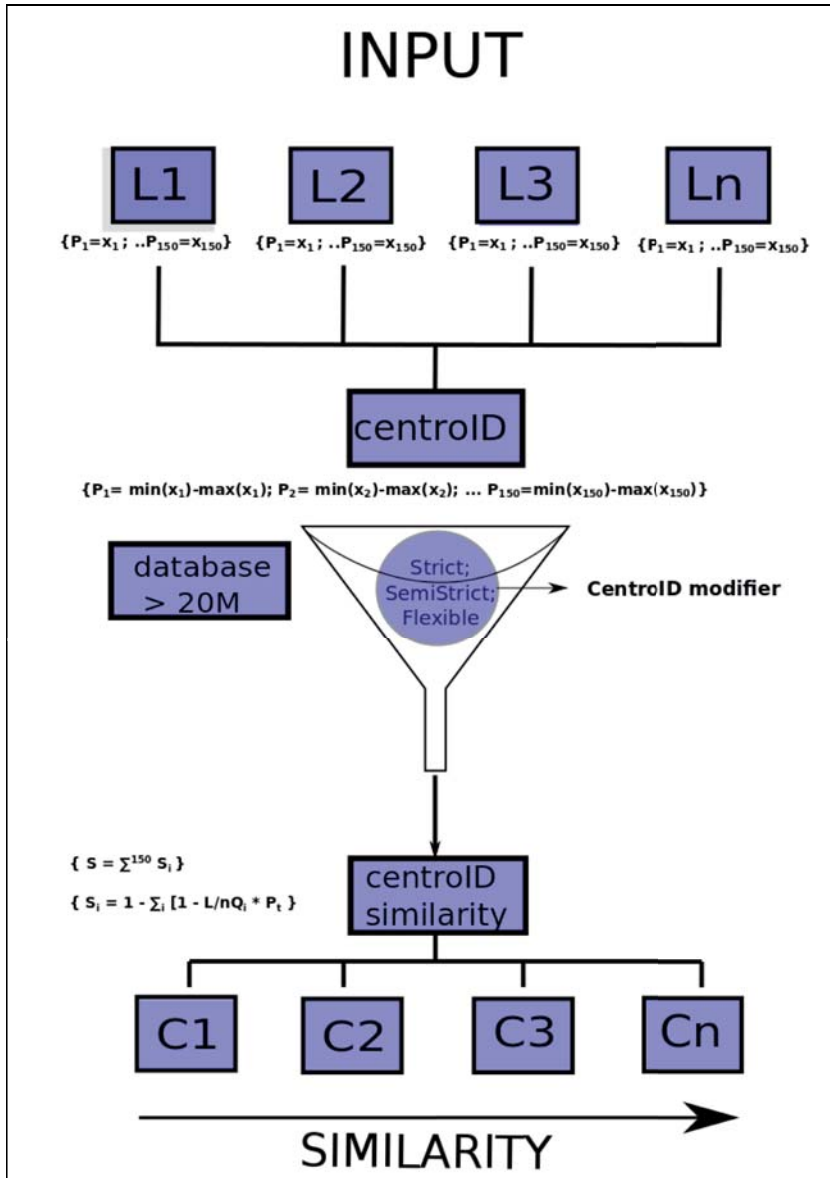 INPUT
L1 L2 L3 Ln
{P₁=x₁; ..P₁₅₀=x₁₅₀} {P₁=x₁; ..P₁₅₀=x₁₅₀} {P₁=x₁; ..P₁₅₀=x₁₅₀} {P₁=x₁; ..P₁₅₀=x₁₅₀}
centroID
{P₁= min(x₁)-max(x₁); P₂= min(x₂)-max(x₂); ... P₁₅₀=min(x₁₅₀)-max(x₁₅₀)}
database
> 20M
Strict;
SemiStrict;
Flexible
CentroID modifier
{ S = ∑¹⁵⁰ Sᵢ }
{ Sᵢ = 1 - ∑ᵢ [1 - L/nQᵢ * Pₜ }
centroID
similarity
C1 C2 C3 Cn
SIMILARITY